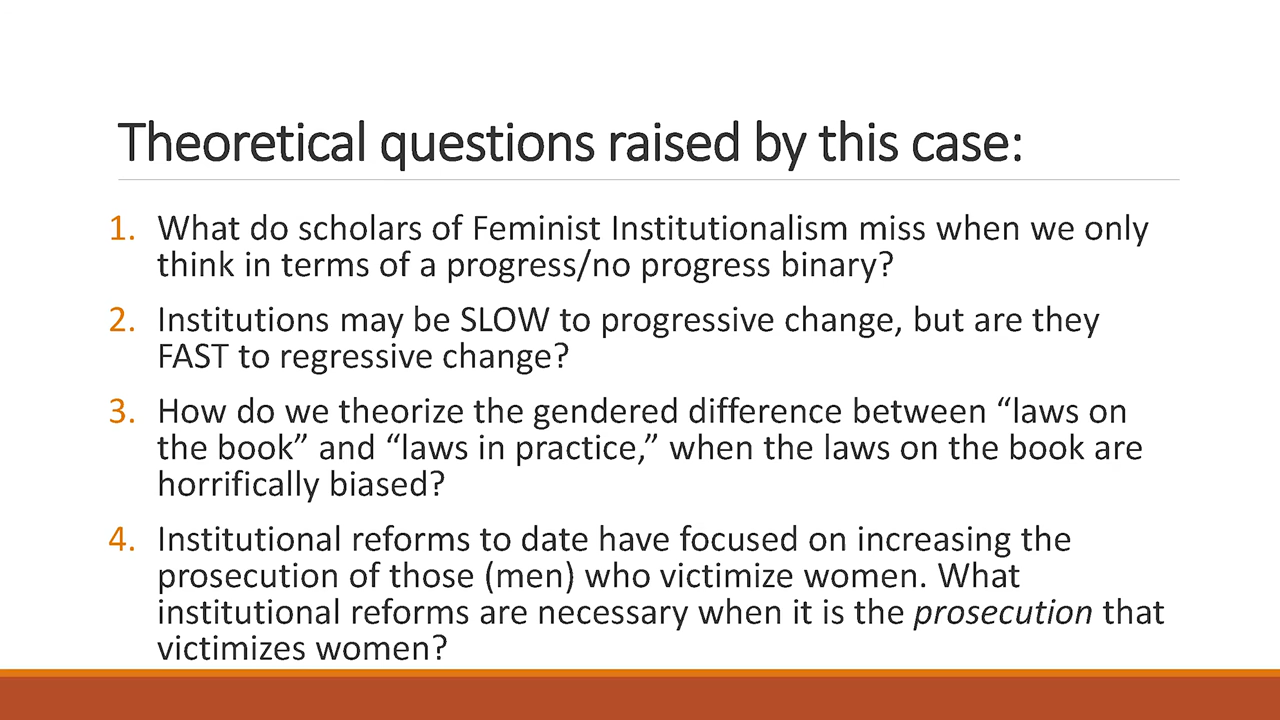 Theoretical questions raised by this case:
1. What do scholars of Feminist Institutionalism miss when we only
think in terms of a progress/no progress binary?
2. Institutions may be SLOW to progressive change, but are they
FAST to regressive change?
3. How do we theorize the gendered difference between “laws on
the book” and “laws in practice,” when the laws on the book are
horrifically biased?
4. Institutional reforms to date have focused on increasing the
prosecution of those (men) who victimize women. What
institutional reforms are necessary when it is the prosecution that
victimizes women?